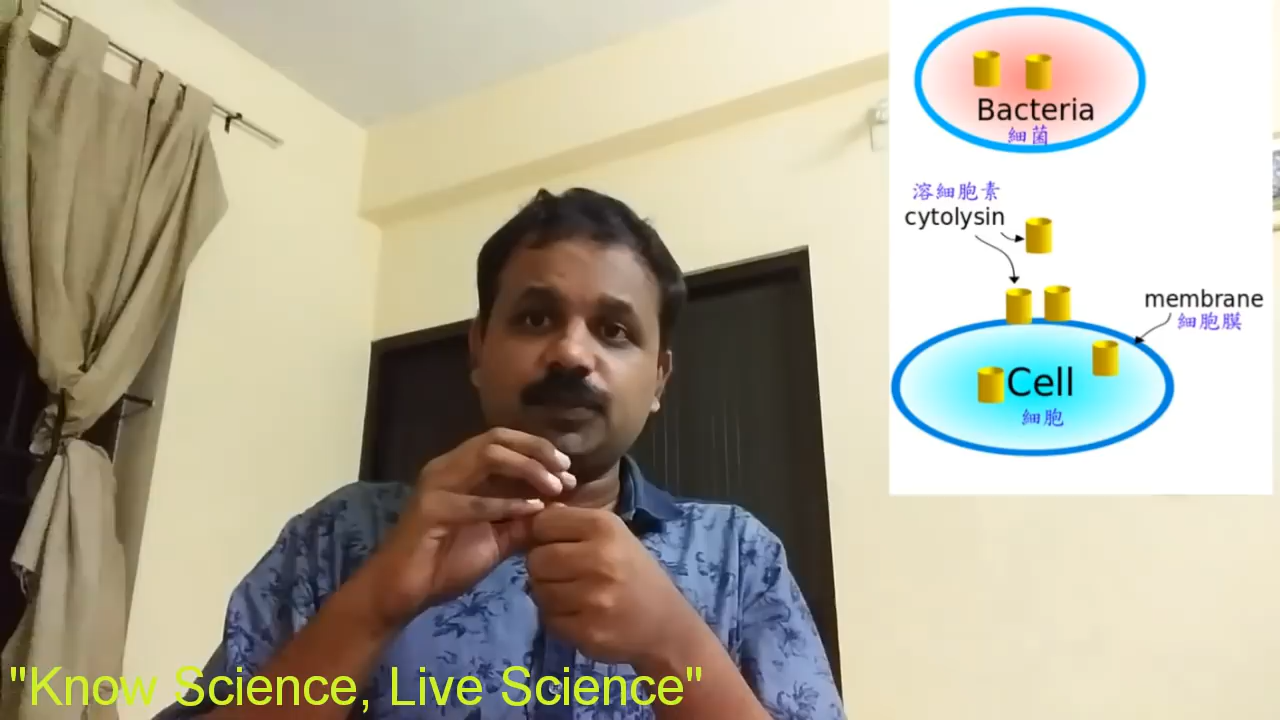 Bacteria
細菌
溶細胞素
cytolysin
membrane
細胞膜
Cell
細胞
"Know Science, Live Science"